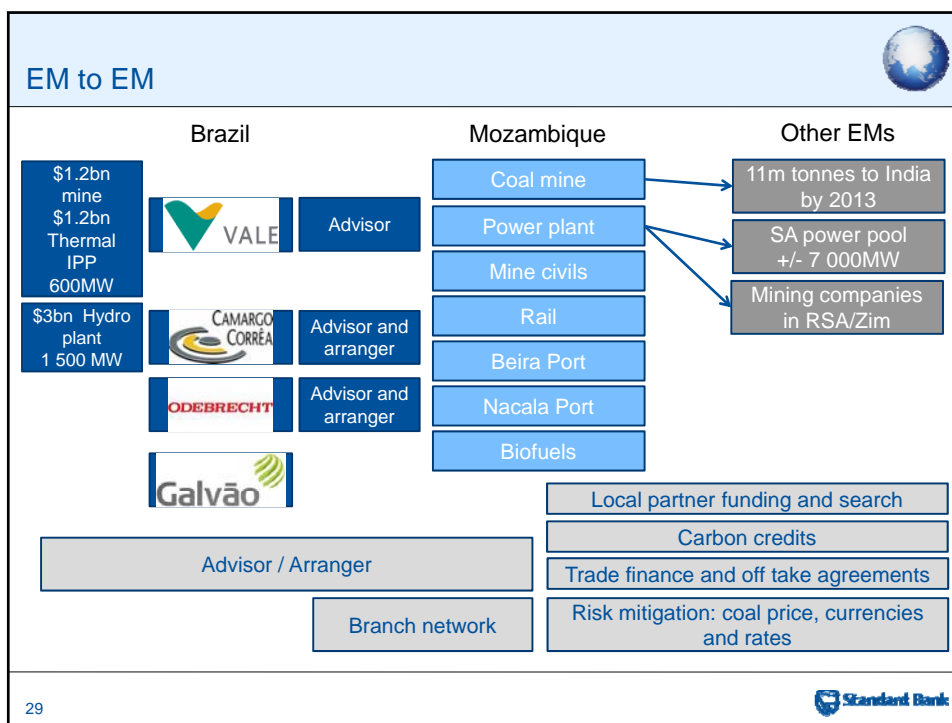 EM to EM
Brazil
Mozambique
Other EMs
$1.2bn
mine
$1.2bn
Thermal
IPP
600MW
VALE
Advisor
$3bn Hydro
plant
1 500 MW
CAMARGO
CORRÊA
Advisor and
arranger
ODEBRECHT
Advisor and
arranger
Galvão
Coal mine
Power plant
Mine civils
Rail
Beira Port
Nacala Port
Biofuels
11m tonnes to India
by 2013
SA power pool
+/- 7 000MW
Mining companies
in RSA/Zim
Advisor / Arranger
Branch network
Local partner funding and search
Carbon credits
Trade finance and off take agreements
Risk mitigation: coal price, currencies
and rates
29
Standard Bank